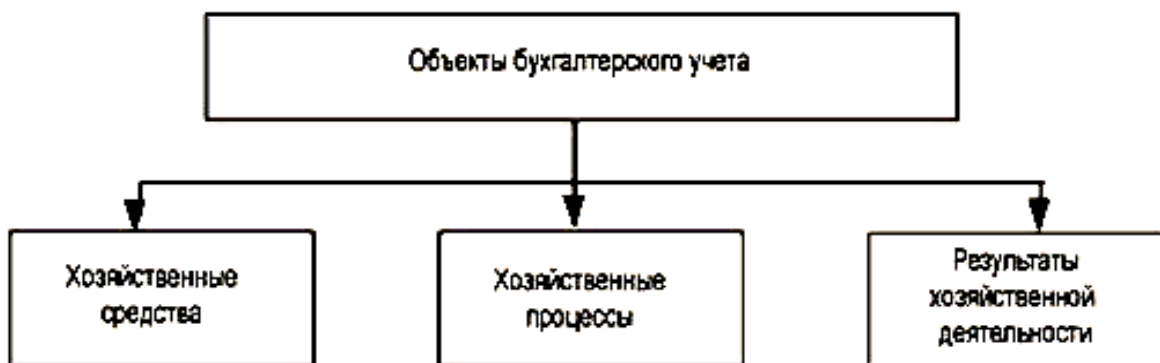 Объекты бухгалтерского учета
Хозяйственные
средства
Хозяйственные
процессы
Результаты
хозяйственной
деятельности